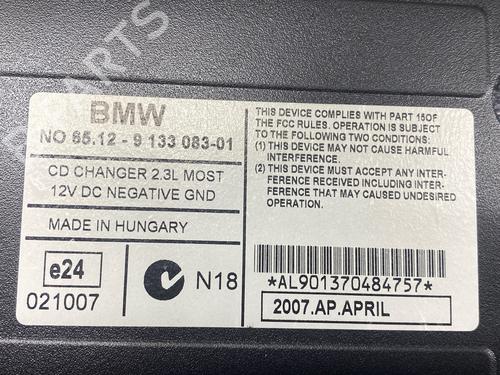 BMW
NO 65.12 - 9 133 083-01
CD CHANGER 2.3L MOST
12V DC NEGATIVE GND
MADE IN HUNGARY
e24
021007
N18
THIS DEVICE COMPLIES WITH PART 15OF
THE FCC RULES. OPERATION IS SUBJECT
TO THE FOLLOWING TWO CONDITIONS:
(1) THIS DEVICE MAY NOT CAUSE HARMFUL
INTERFERENCE.
(2) THIS DEVICE MUST ACCEPT ANY INTER-
FERENCE RECEIVED INCLUDING INTER-
FERENCE THAT MAY CAUSED UNDESIRED
OPERATION.
*AL901370484757*
2007.AP.APRIL
PARTS